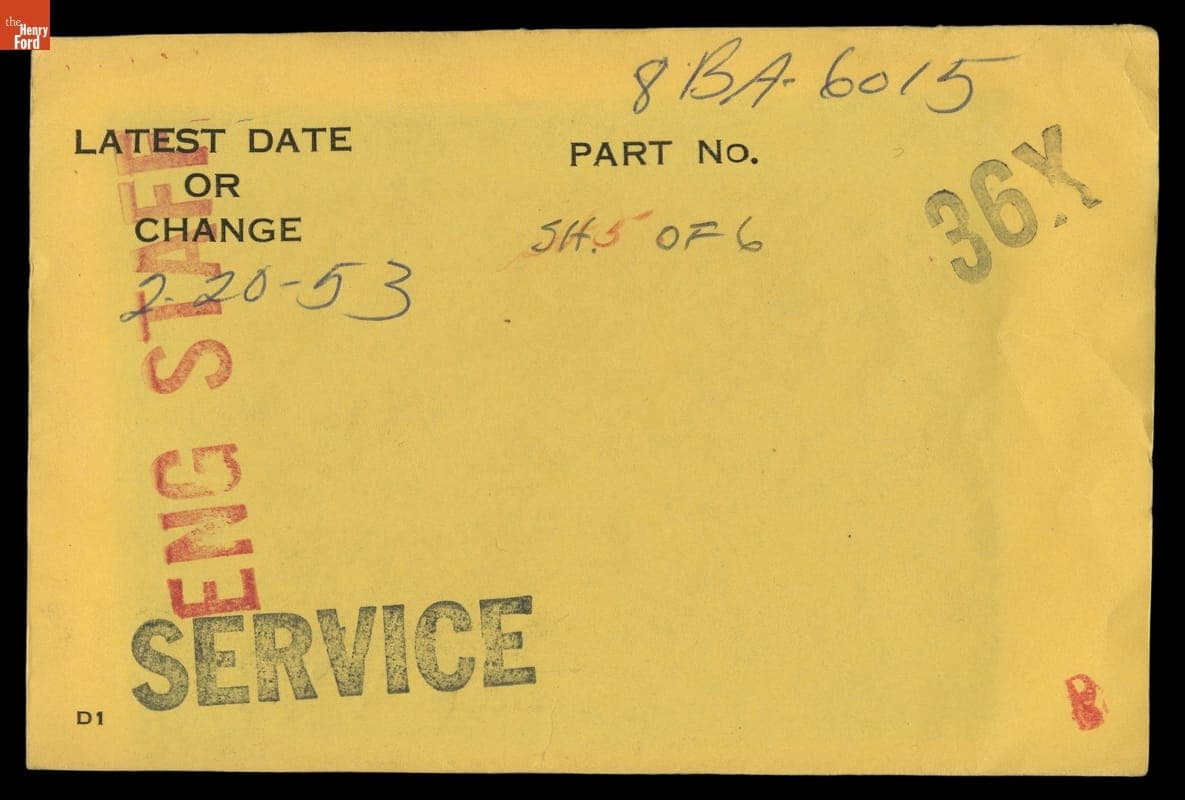 the
Henry
Ford
8BA-6015
LATEST DATE
OR
CHANGE
PART No.
36X
SH. 5 OF 6
2-20-53
ENG STAFF
SERVICE
D1